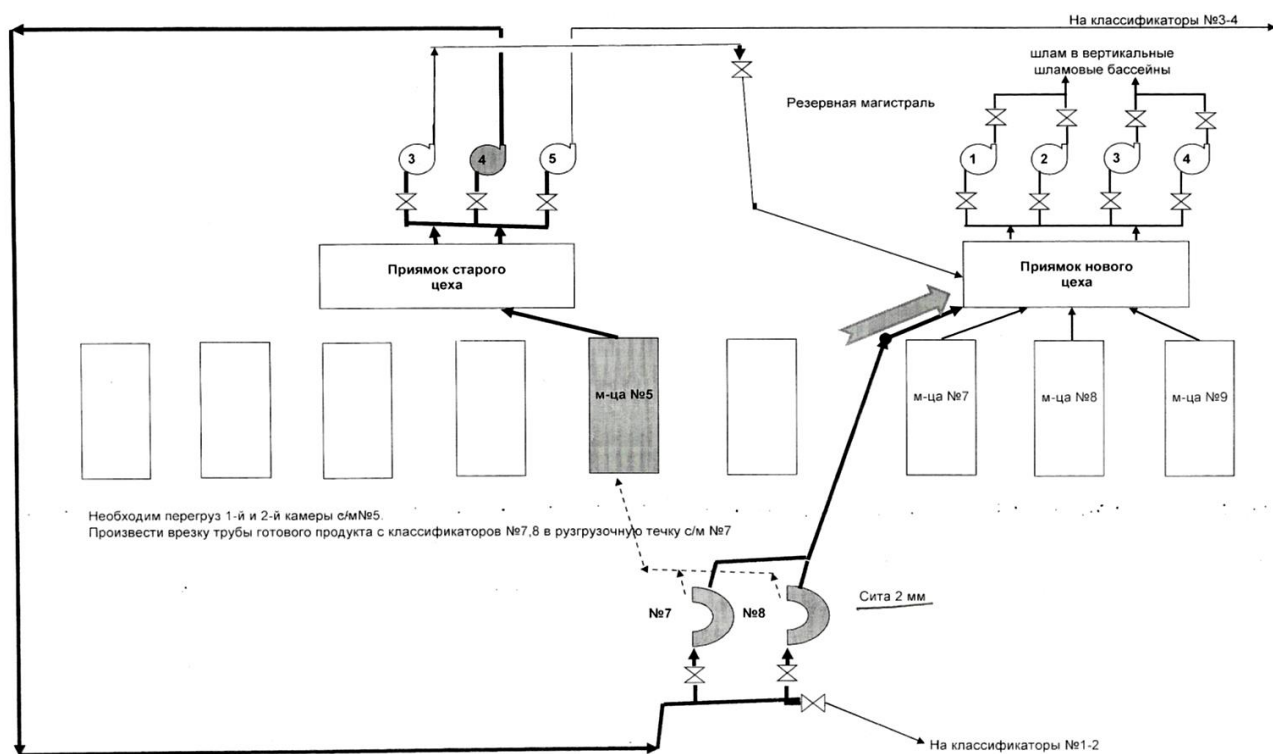 На классификаторы №3-4
шлам в вертикальные
шламовые бассейны
Резервная магистраль
3
4
5
1
2
3
4
Приямок старого
цеха
Приямок нового
цеха
м-ца №5
м-ца №7
м-ца №8
м-ца №9
Необходим перегруз 1-й и 2-й камеры с/м№5.
Произвести врезку трубы готового продукта с классификаторов №7,8 в рузгрузочную течку с/м №7
№7
№8
Сита 2 мм
На классификаторы №1-2